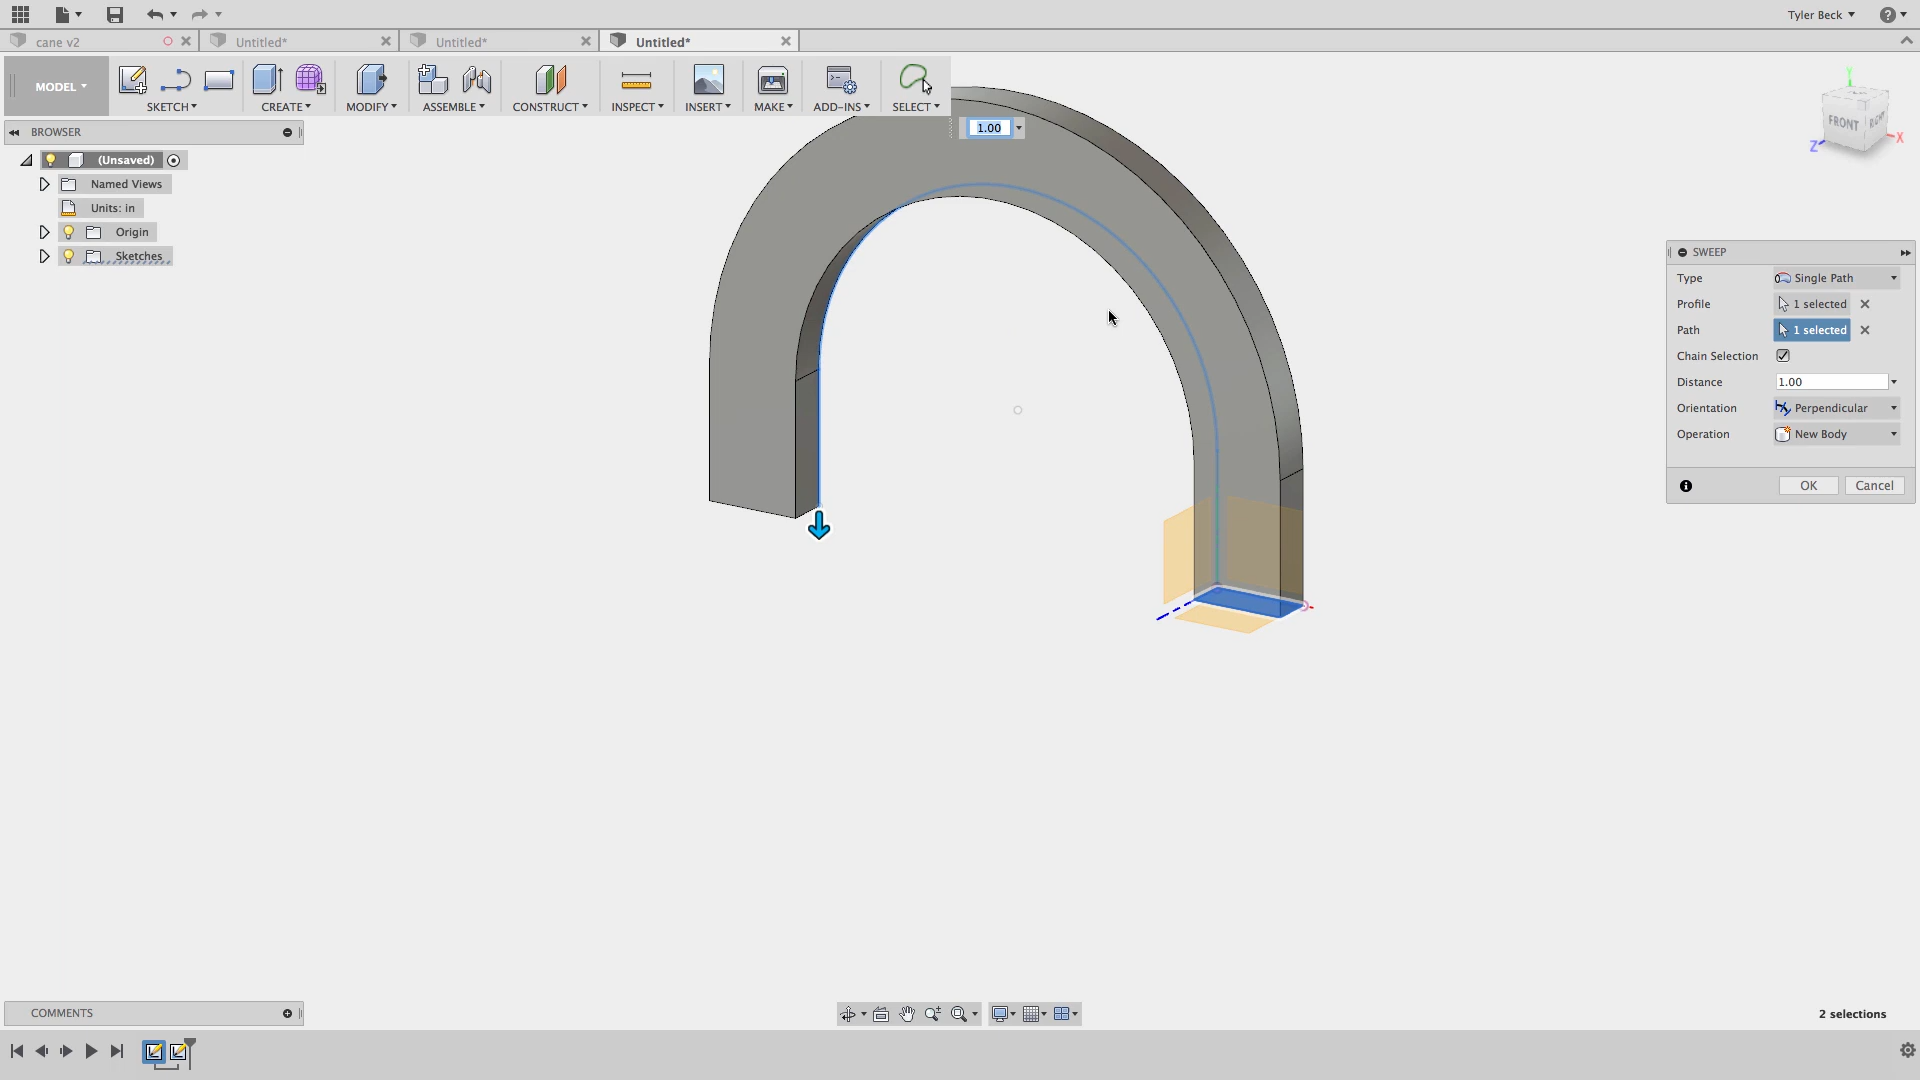 Tyler Beck
cane v2
Untitled*
Untitled*
Untitled*
MODEL
SKETCH
CREATE
MODIFY
ASSEMBLE
CONSTRUCT
INSPECT
INSERT
MAKE
ADD-INS
SELECT
BROWSER
1.00
(Unsaved)
Named Views
Units: in
Origin
Sketches
Y
FRONT
RIGHT
X
Z
SWEEP
Type
Single Path
Profile
1 selected
Path
1 selected
Chain Selection
Distance
1.00
Orientation
Perpendicular
Operation
New Body
OK
Cancel
COMMENTS
2 selections